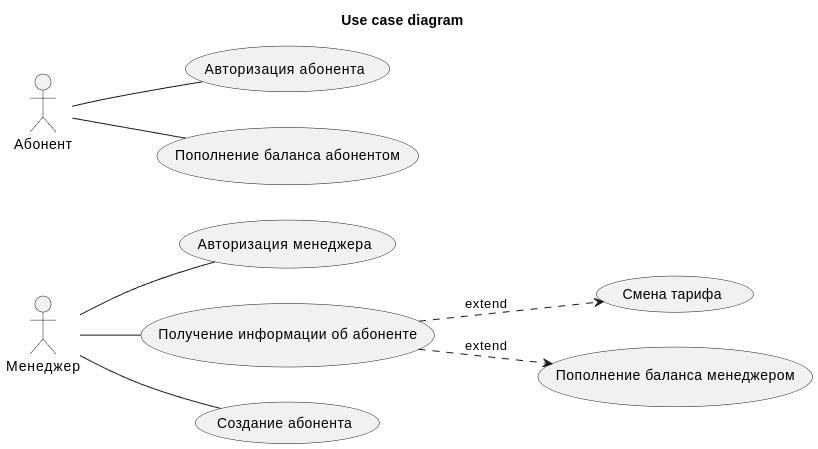 Use case diagram
Авторизация абонента
Абонент
Пополнение баланса абонентом
Авторизация менеджера
extend
Смена тарифа
Получение информации об абоненте
extend
Менеджер
Пополнение баланса менеджером
Создание абонента